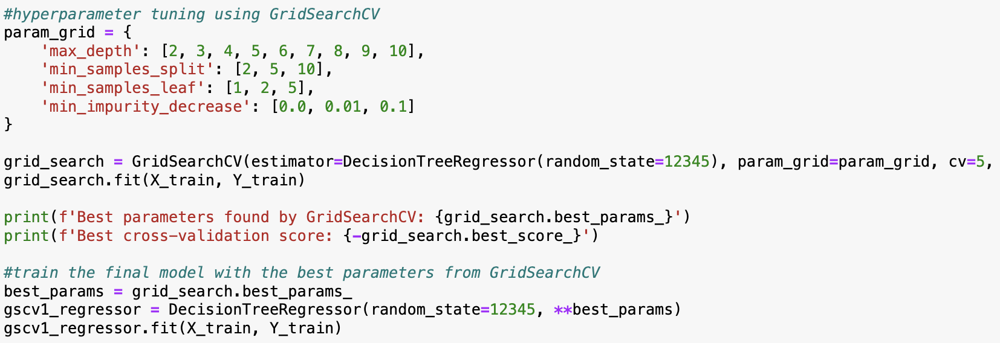 #hyperparameter tuning using GridSearchCV
param_grid = {
    'max_depth': [2, 3, 4, 5, 6, 7, 8, 9, 10],
    'min_samples_split': [2, 5, 10],
    'min_samples_leaf': [1, 2, 5],
    'min_impurity_decrease': [0.0, 0.01, 0.1]
}
grid_search = GridSearchCV(estimator=DecisionTreeRegressor(random_state=12345), param_grid=param_grid, cv=5,
grid_search.fit(X_train, Y_train)
print(f'Best parameters found by GridSearchCV: {grid_search.best_params_}')
print(f'Best cross-validation score: {-grid_search.best_score_}')
#train the final model with the best parameters from GridSearchCV
best_params = grid_search.best_params_
gscv1_regressor = DecisionTreeRegressor(random_state=12345, **best_params)
gscv1_regressor.fit(X_train, Y_train)